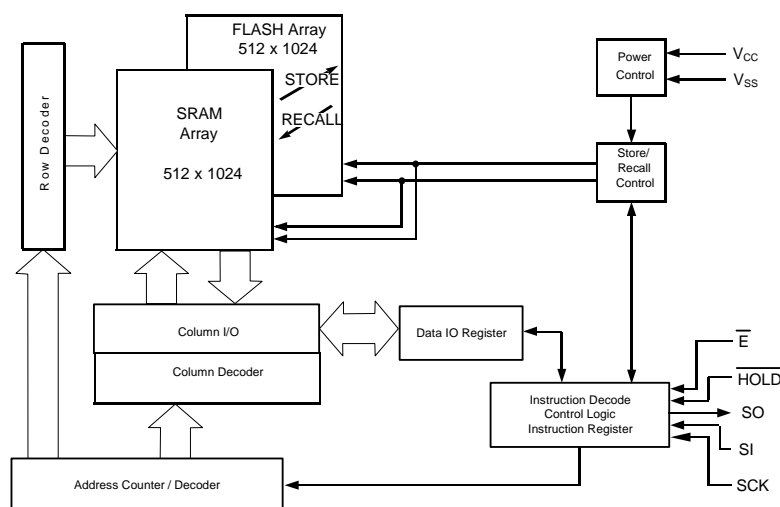 FLASH Array
512 x 1024
STORE
RECALL
SRAM
Array
512 x 1024
Row Decoder
Power
Control
VCC
VSS
Store/
Recall
Control
Column I/O
Column Decoder
Data IO Register
Instruction Decode
Control Logic
Instruction Register
E
HOLD
SO
SI
SCK
Address Counter / Decoder